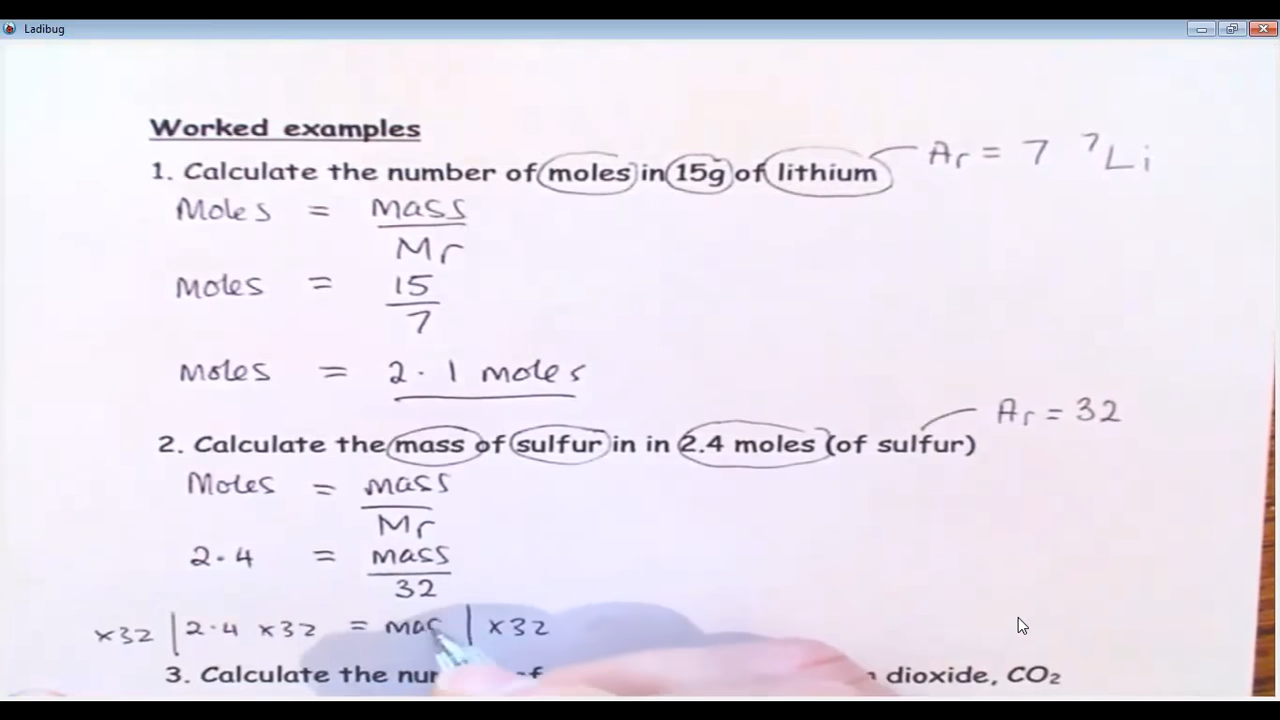 Ladibug
Worked examples
1. Calculate the number of moles in 15g of lithium
Ar = 7 ⁷Li
Moles = mass
Mr
moles = 15
7
moles = 2.1 moles
Ar = 32
2. Calculate the mass of sulfur in in 2.4 moles (of sulfur)
Moles = mass
Mr
2.4 = mass
32
×32 | 2.4 ×32 = mas | ×32
3. Calculate the dioxide, CO₂